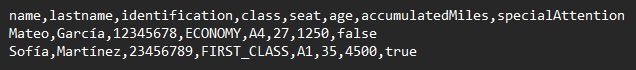 name,lastname,identification,class,seat,age,accumulatedMiles,specialAttention
Mateo,García,12345678,ECONOMY,A4,27,1250,false
Sofía,Martínez,23456789,FIRST_CLASS,A1,35,4500,true